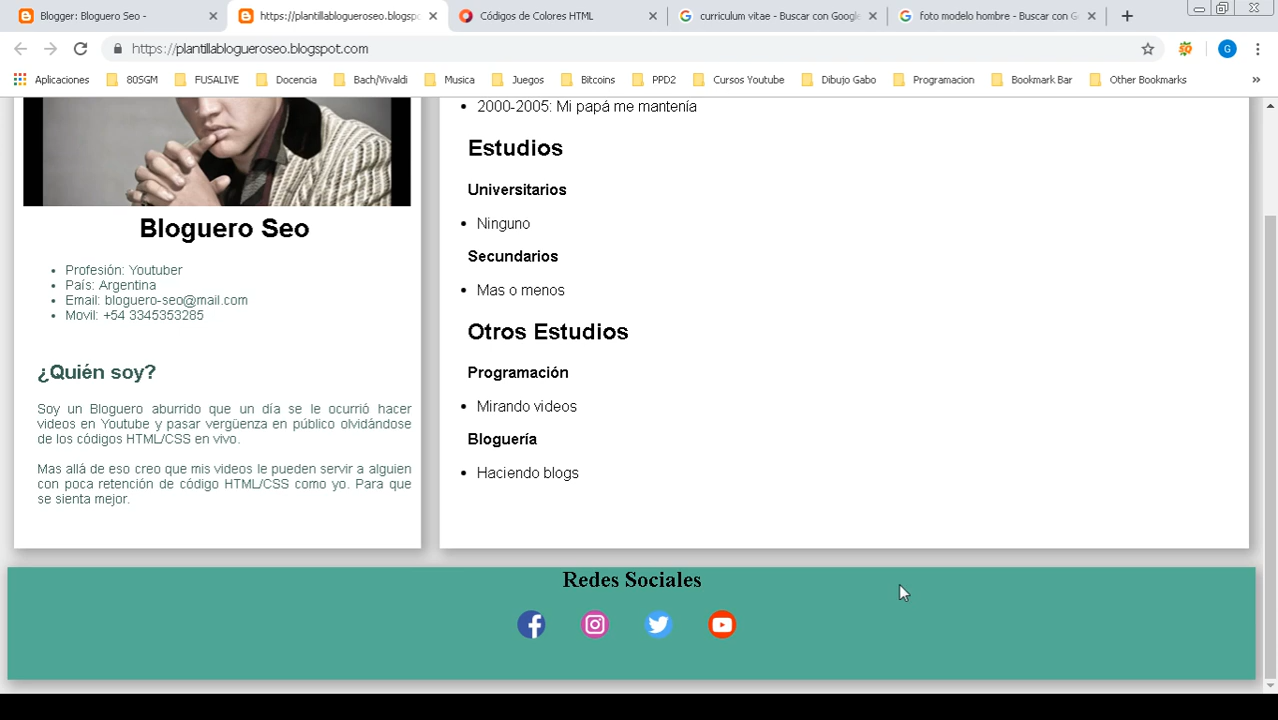 Blogger: Bloguero Seo -
https://plantillablogueroseo.blogspo
Códigos de Colores HTML
curriculum vitae - Buscar con Google
foto modelo hombre - Buscar con G
https://plantillablogueroseo.blogspot.com
G
Aplicaciones
80SGM
FUSALIVE
Docencia
Bach/Vivaldi
Musica
Juegos
Bitcoins
PPD2
Cursos Youtube
Dibujo Gabo
Programacion
Bookmark Bar
Other Bookmarks
»
Bloguero Seo
• Profesión: Youtuber
• País: Argentina
• Email: bloguero-seo@mail.com
• Movil: +54 3345353285
¿Quién soy?
Soy un Bloguero aburrido que un día se le ocurrió hacer
videos en Youtube y pasar vergüenza en público olvidándose
de los códigos HTML/CSS en vivo.
Mas allá de eso creo que mis videos le pueden servir a alguien
con poca retención de código HTML/CSS como yo. Para que
se sienta mejor.
• 2000-2005: Mi papá me mantenía
Estudios
Universitarios
• Ninguno
Secundarios
• Mas o menos
Otros Estudios
Programación
• Mirando videos
Bloguería
• Haciendo blogs
Redes Sociales